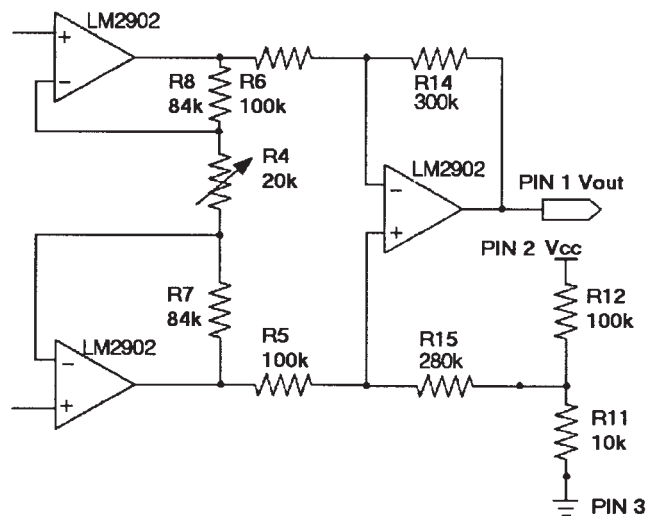 LM2902
+
−
R8
84k
R6
100k
R14
300k
R4
20k
LM2902
−
+
PIN 1 Vout
PIN 2 Vcc
R12
100k
R7
84k
LM2902
−
+
R5
100k
R15
280k
R11
10k
PIN 3